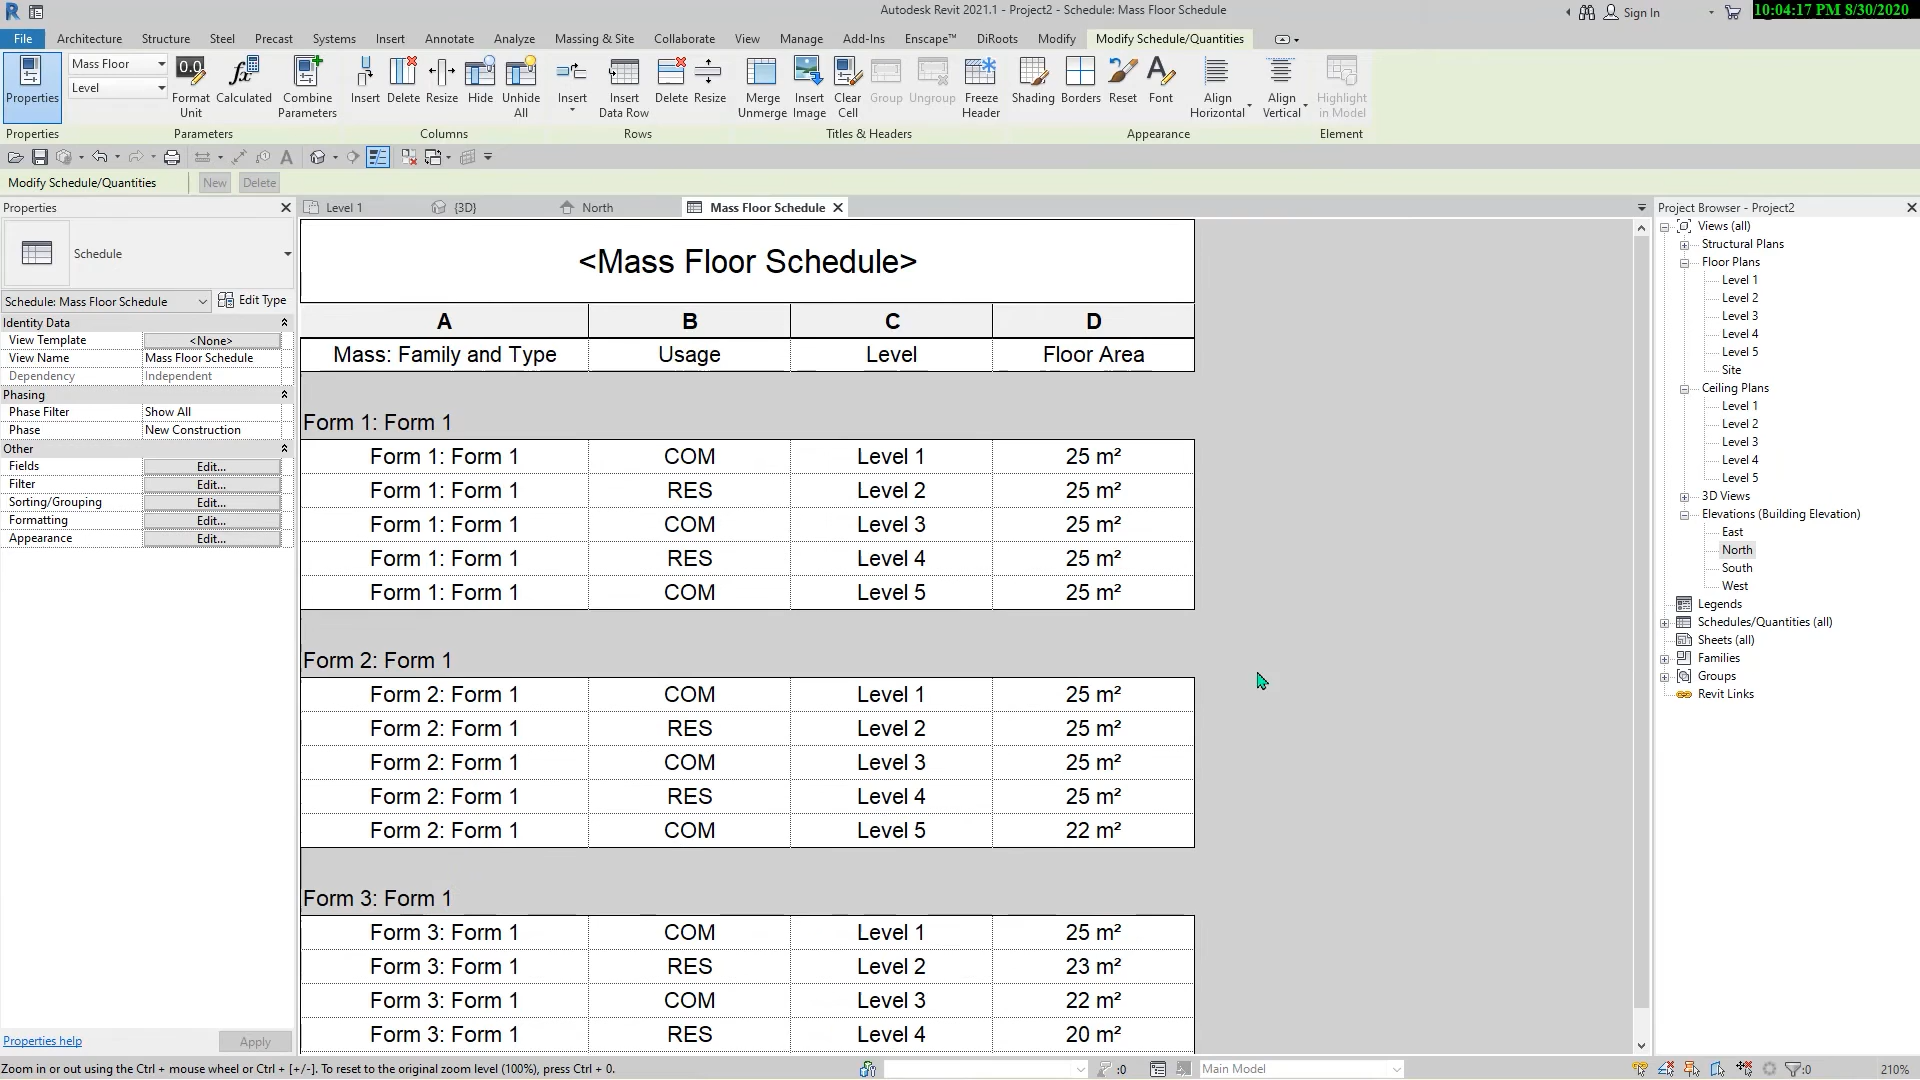 Autodesk Revit 2021.1 - Project2 - Schedule: Mass Floor Schedule
Sign In
10:04:17 PM 8/30/2020
File Architecture Structure Steel Precast Systems Insert Annotate Analyze Massing & Site Collaborate View Manage Add-Ins Enscape™ DiRoots Modify Modify Schedule/Quantities
Properties
Mass Floor
Level
0.0
Format
Unit
fx
Calculated
Combine
Parameters
Insert
Delete
Resize
Hide
Unhide
All
Insert
Insert
Data Row
Delete
Resize
Merge
Unmerge
Insert
Image
Clear
Cell
Group
Ungroup
Freeze
Header
Shading
Borders
Reset
Font
Align
Horizontal
Align
Vertical
Highlight
in Model
Properties Parameters Columns Rows Titles & Headers Appearance Element
Modify Schedule/Quantities New Delete
Properties
Schedule
Schedule: Mass Floor Schedule Edit Type
Identity Data
View Template <None>
View Name Mass Floor Schedule
Dependency Independent
Phasing
Phase Filter Show All
Phase New Construction
Other
Fields Edit...
Filter Edit...
Sorting/Grouping Edit...
Formatting Edit...
Appearance Edit...
Properties help Apply
Level 1 {3D} North Mass Floor Schedule
<Mass Floor Schedule>
A B C D
Mass: Family and Type Usage Level Floor Area
Form 1: Form 1
Form 1: Form 1 COM Level 1 25 m²
Form 1: Form 1 RES Level 2 25 m²
Form 1: Form 1 COM Level 3 25 m²
Form 1: Form 1 RES Level 4 25 m²
Form 1: Form 1 COM Level 5 25 m²
Form 2: Form 1
Form 2: Form 1 COM Level 1 25 m²
Form 2: Form 1 RES Level 2 25 m²
Form 2: Form 1 COM Level 3 25 m²
Form 2: Form 1 RES Level 4 25 m²
Form 2: Form 1 COM Level 5 22 m²
Form 3: Form 1
Form 3: Form 1 COM Level 1 25 m²
Form 3: Form 1 RES Level 2 23 m²
Form 3: Form 1 COM Level 3 22 m²
Form 3: Form 1 RES Level 4 20 m²
Project Browser - Project2
Views (all)
Structural Plans
Floor Plans
Level 1
Level 2
Level 3
Level 4
Level 5
Site
Ceiling Plans
Level 1
Level 2
Level 3
Level 4
Level 5
3D Views
Elevations (Building Elevation)
East
North
South
West
Legends
Schedules/Quantities (all)
Sheets (all)
Families
Groups
Revit Links
Zoom in or out using the Ctrl + mouse wheel or Ctrl + [+/-]. To reset to the original zoom level (100%), press Ctrl + 0.
:0
Main Model
:0
210%